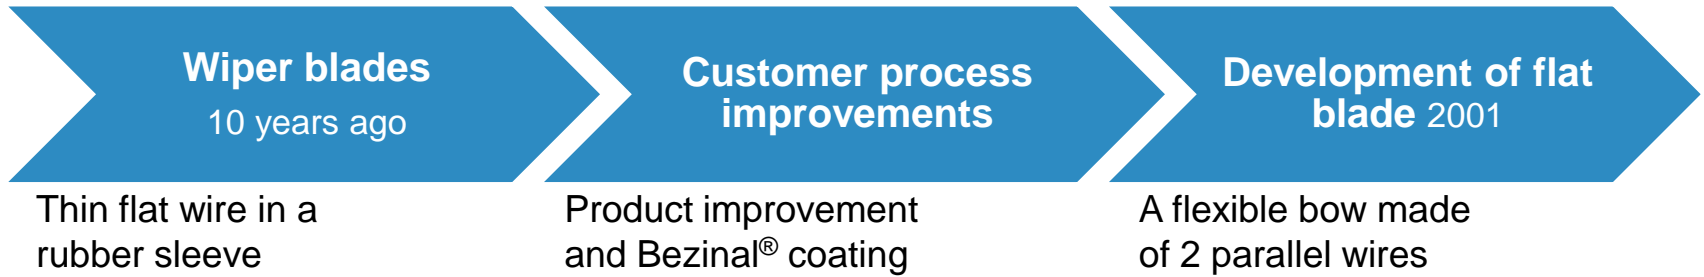 Wiper blades
10 years ago
Thin flat wire in a
rubber sleeve
Customer process
improvements
Product improvement
and Bezinal® coating
Development of flat
blade 2001
A flexible bow made
of 2 parallel wires